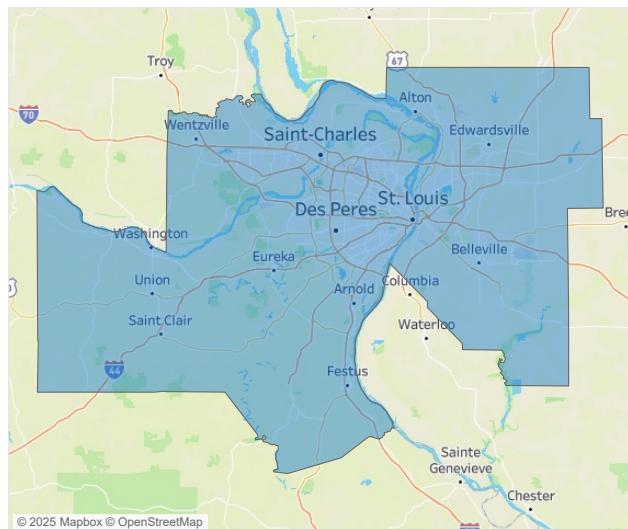 67
Troy
Alton
70
Wentzville
Saint-Charles
Edwardsville
St. Louis
Des Peres
Washington
Eureka
Belleville
Union
Arnold
Columbia
Saint Clair
Waterloo
44
Festus
Sainte
Genevieve
Chester
© 2025 Mapbox © OpenStreetMap